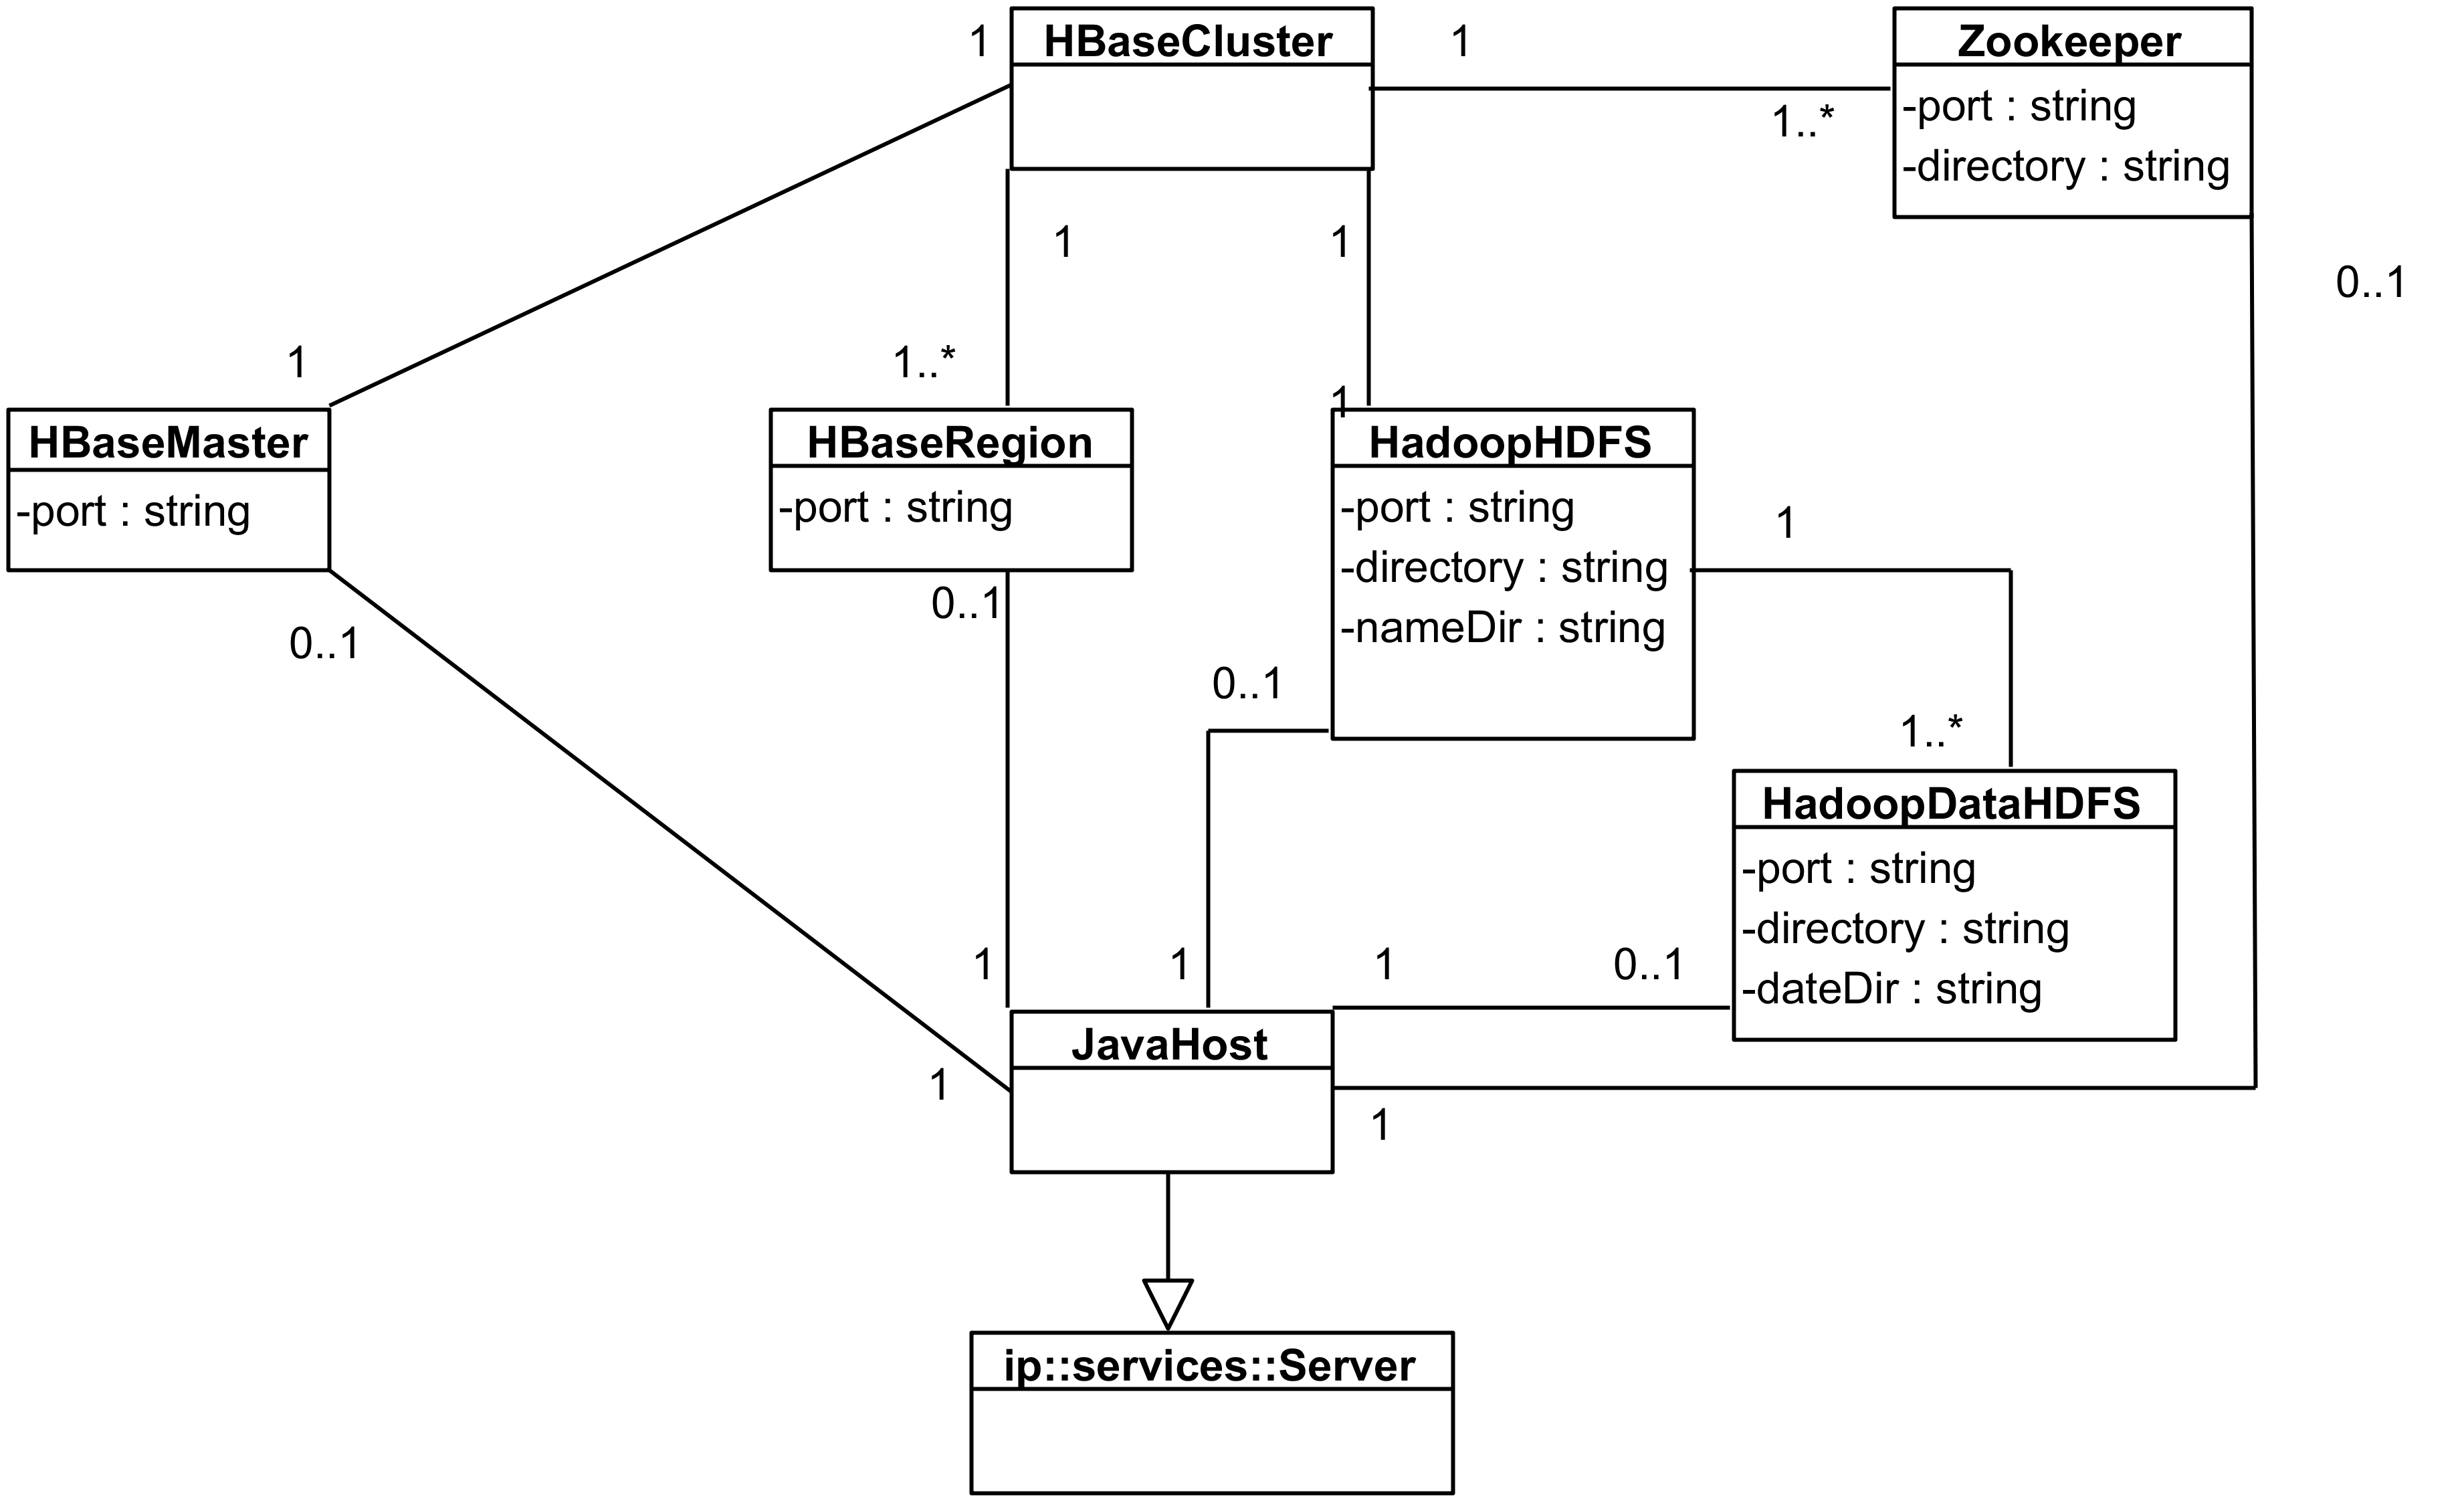 1
HBaseCluster
1
Zookeeper
-port : string
-directory : string
1..*
1
1
0..1
1
1..*
1
HBaseMaster
-port : string
HBaseRegion
-port : string
HadoopHDFS
-port : string
-directory : string
-nameDir : string
1
0..1
0..1
0..1
1..*
HadoopDataHDFS
-port : string
-directory : string
-dateDir : string
1
1
1
0..1
JavaHost
1
1
ip::services::Server